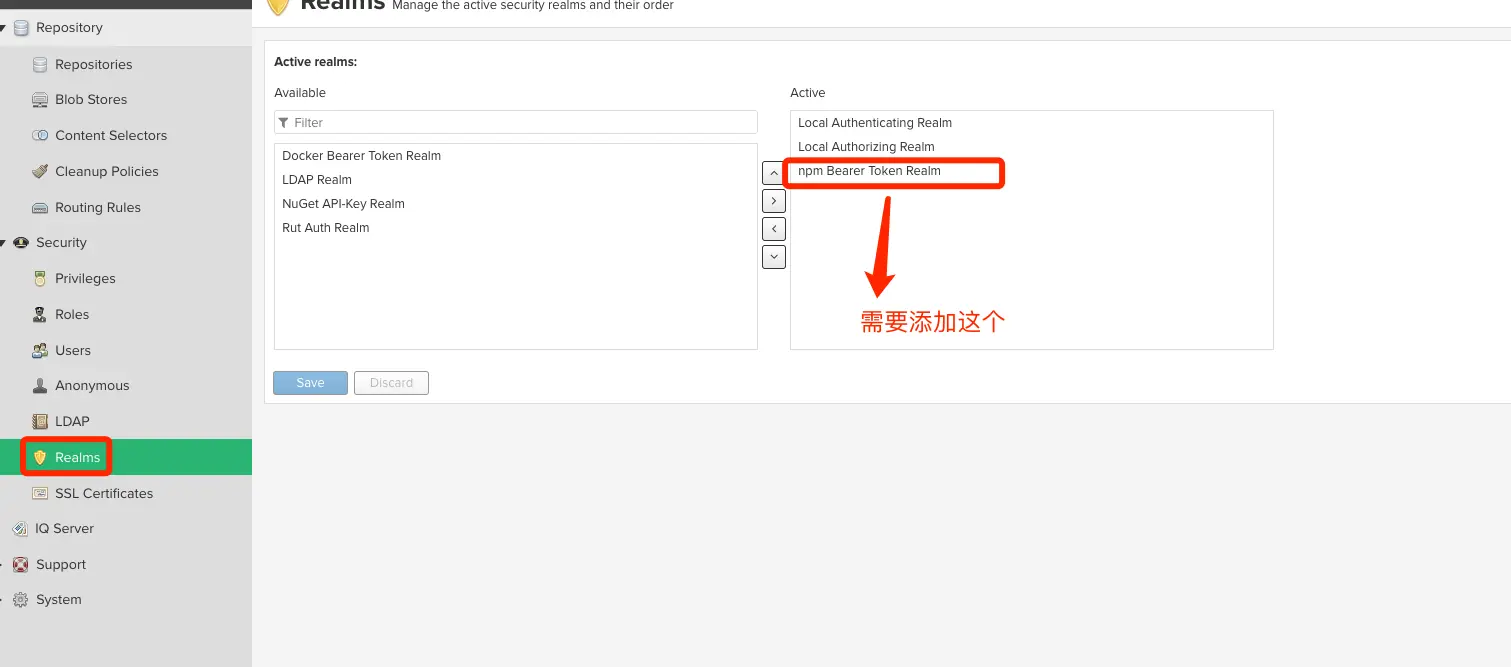 Realms Manage the active security realms and their order
Repository
Repositories
Blob Stores
Content Selectors
Cleanup Policies
Routing Rules
Security
Privileges
Roles
Users
Anonymous
LDAP
Realms
SSL Certificates
IQ Server
Support
System
Active realms:
Available
Filter
Docker Bearer Token Realm
LDAP Realm
NuGet API-Key Realm
Rut Auth Realm
Active
Local Authenticating Realm
Local Authorizing Realm
npm Bearer Token Realm
需要添加这个
Save
Discard